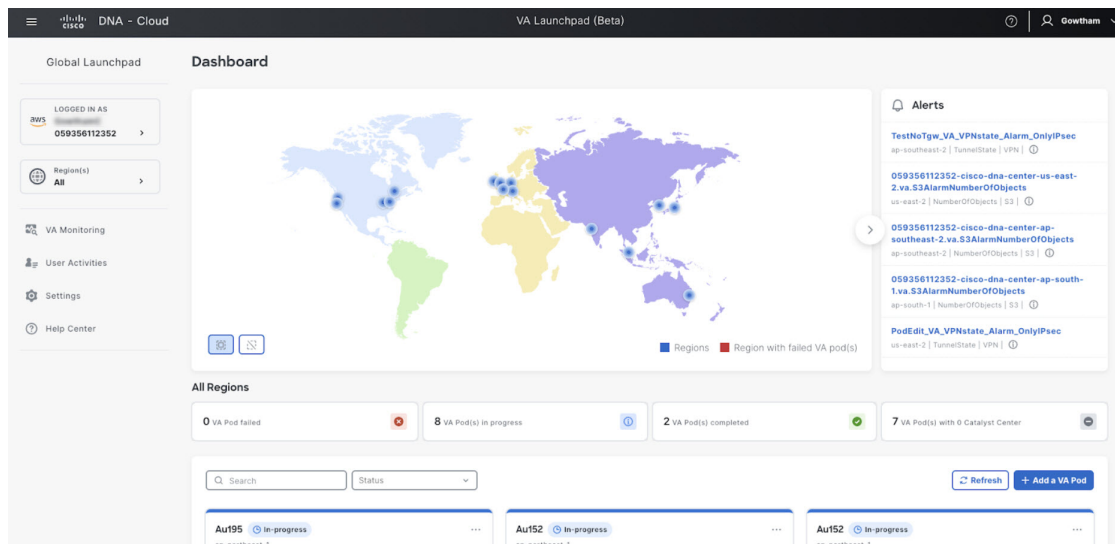 cisco DNA - Cloud
VA Launchpad (Beta)
Gowtham
Global Launchpad
LOGGED IN AS
aws
059356112352
Region(s)
All
VA Monitoring
User Activities
Settings
Help Center
Dashboard
Regions
Region with failed VA pod(s)
Alerts
TestNoTgw_VA_VPNstate_Alarm_OnlyIPsec
ap-southeast-2 | TunnelState | VPN |
059356112352-cisco-dna-center-us-east-
2.va.S3AlarmNumberOfObjects
us-east-2 | NumberOfObjects | S3 |
059356112352-cisco-dna-center-ap-
southeast-2.va.S3AlarmNumberOfObjects
ap-southeast-2 | NumberOfObjects | S3 |
059356112352-cisco-dna-center-ap-south-
1.va.S3AlarmNumberOfObjects
ap-south-1 | NumberOfObjects | S3 |
PodEdit_VA_VPNstate_Alarm_OnlyIPsec
us-east-2 | TunnelState | VPN |
All Regions
0 VA Pod failed
8 VA Pod(s) in progress
2 VA Pod(s) completed
7 VA Pod(s) with 0 Catalyst Center
Search
Status
Refresh
+ Add a VA Pod
Au195 In-progress
Au152 In-progress
Au152 In-progress